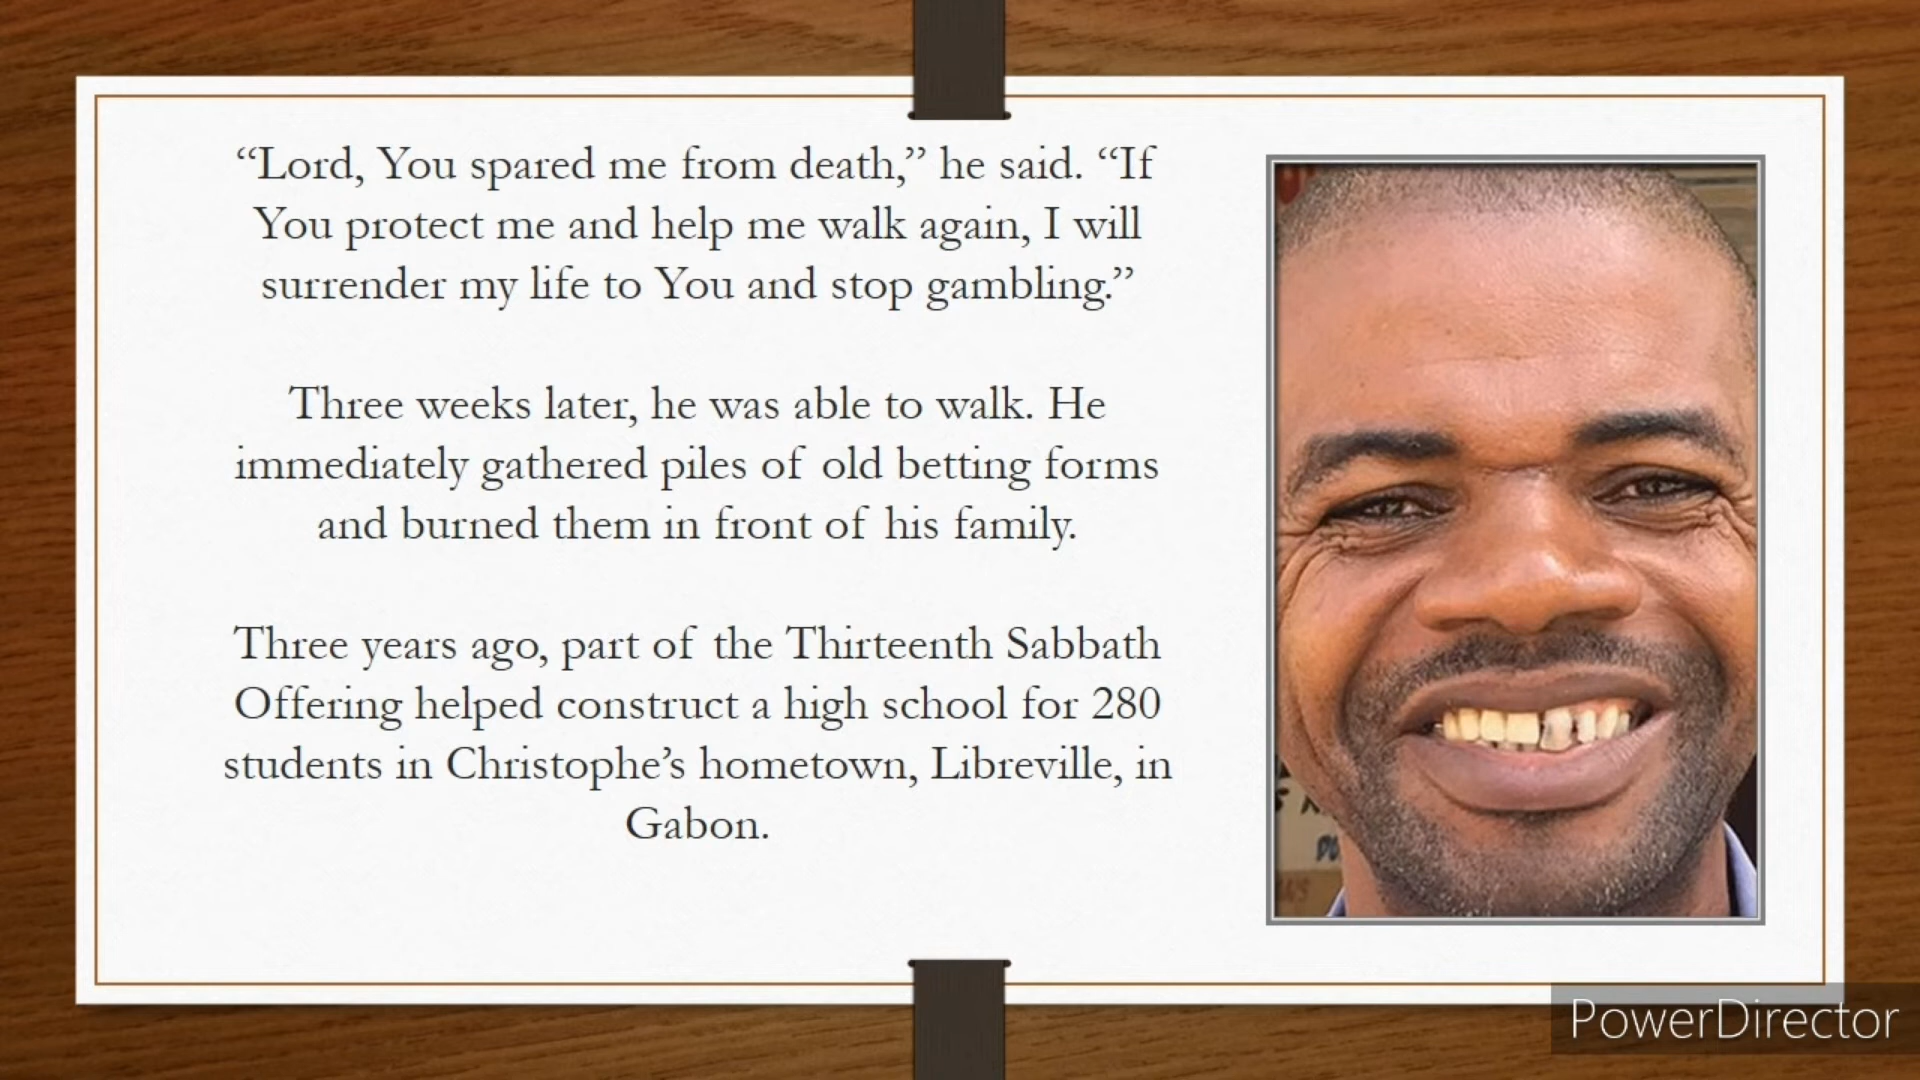 “Lord, You spared me from death,” he said. “If
You protect me and help me walk again, I will
surrender my life to You and stop gambling.”
Three weeks later, he was able to walk. He
immediately gathered piles of old betting forms
and burned them in front of his family.
Three years ago, part of the Thirteenth Sabbath
Offering helped construct a high school for 280
students in Christophe’s hometown, Libreville, in
Gabon.
PowerDirector